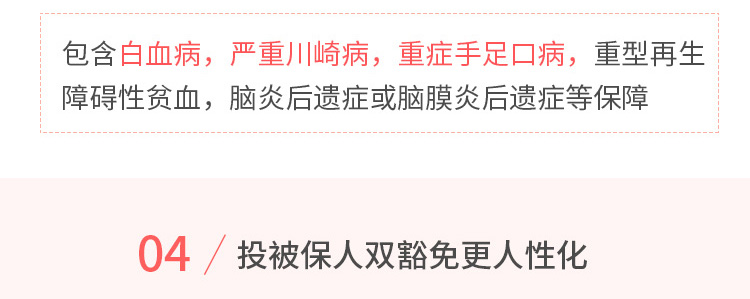 包含白血病，严重川崎病，重症手足口病，重型再生
障碍性贫血，脑炎后遗症或脑膜炎后遗症等保障
04 / 投被保人双豁免更人性化